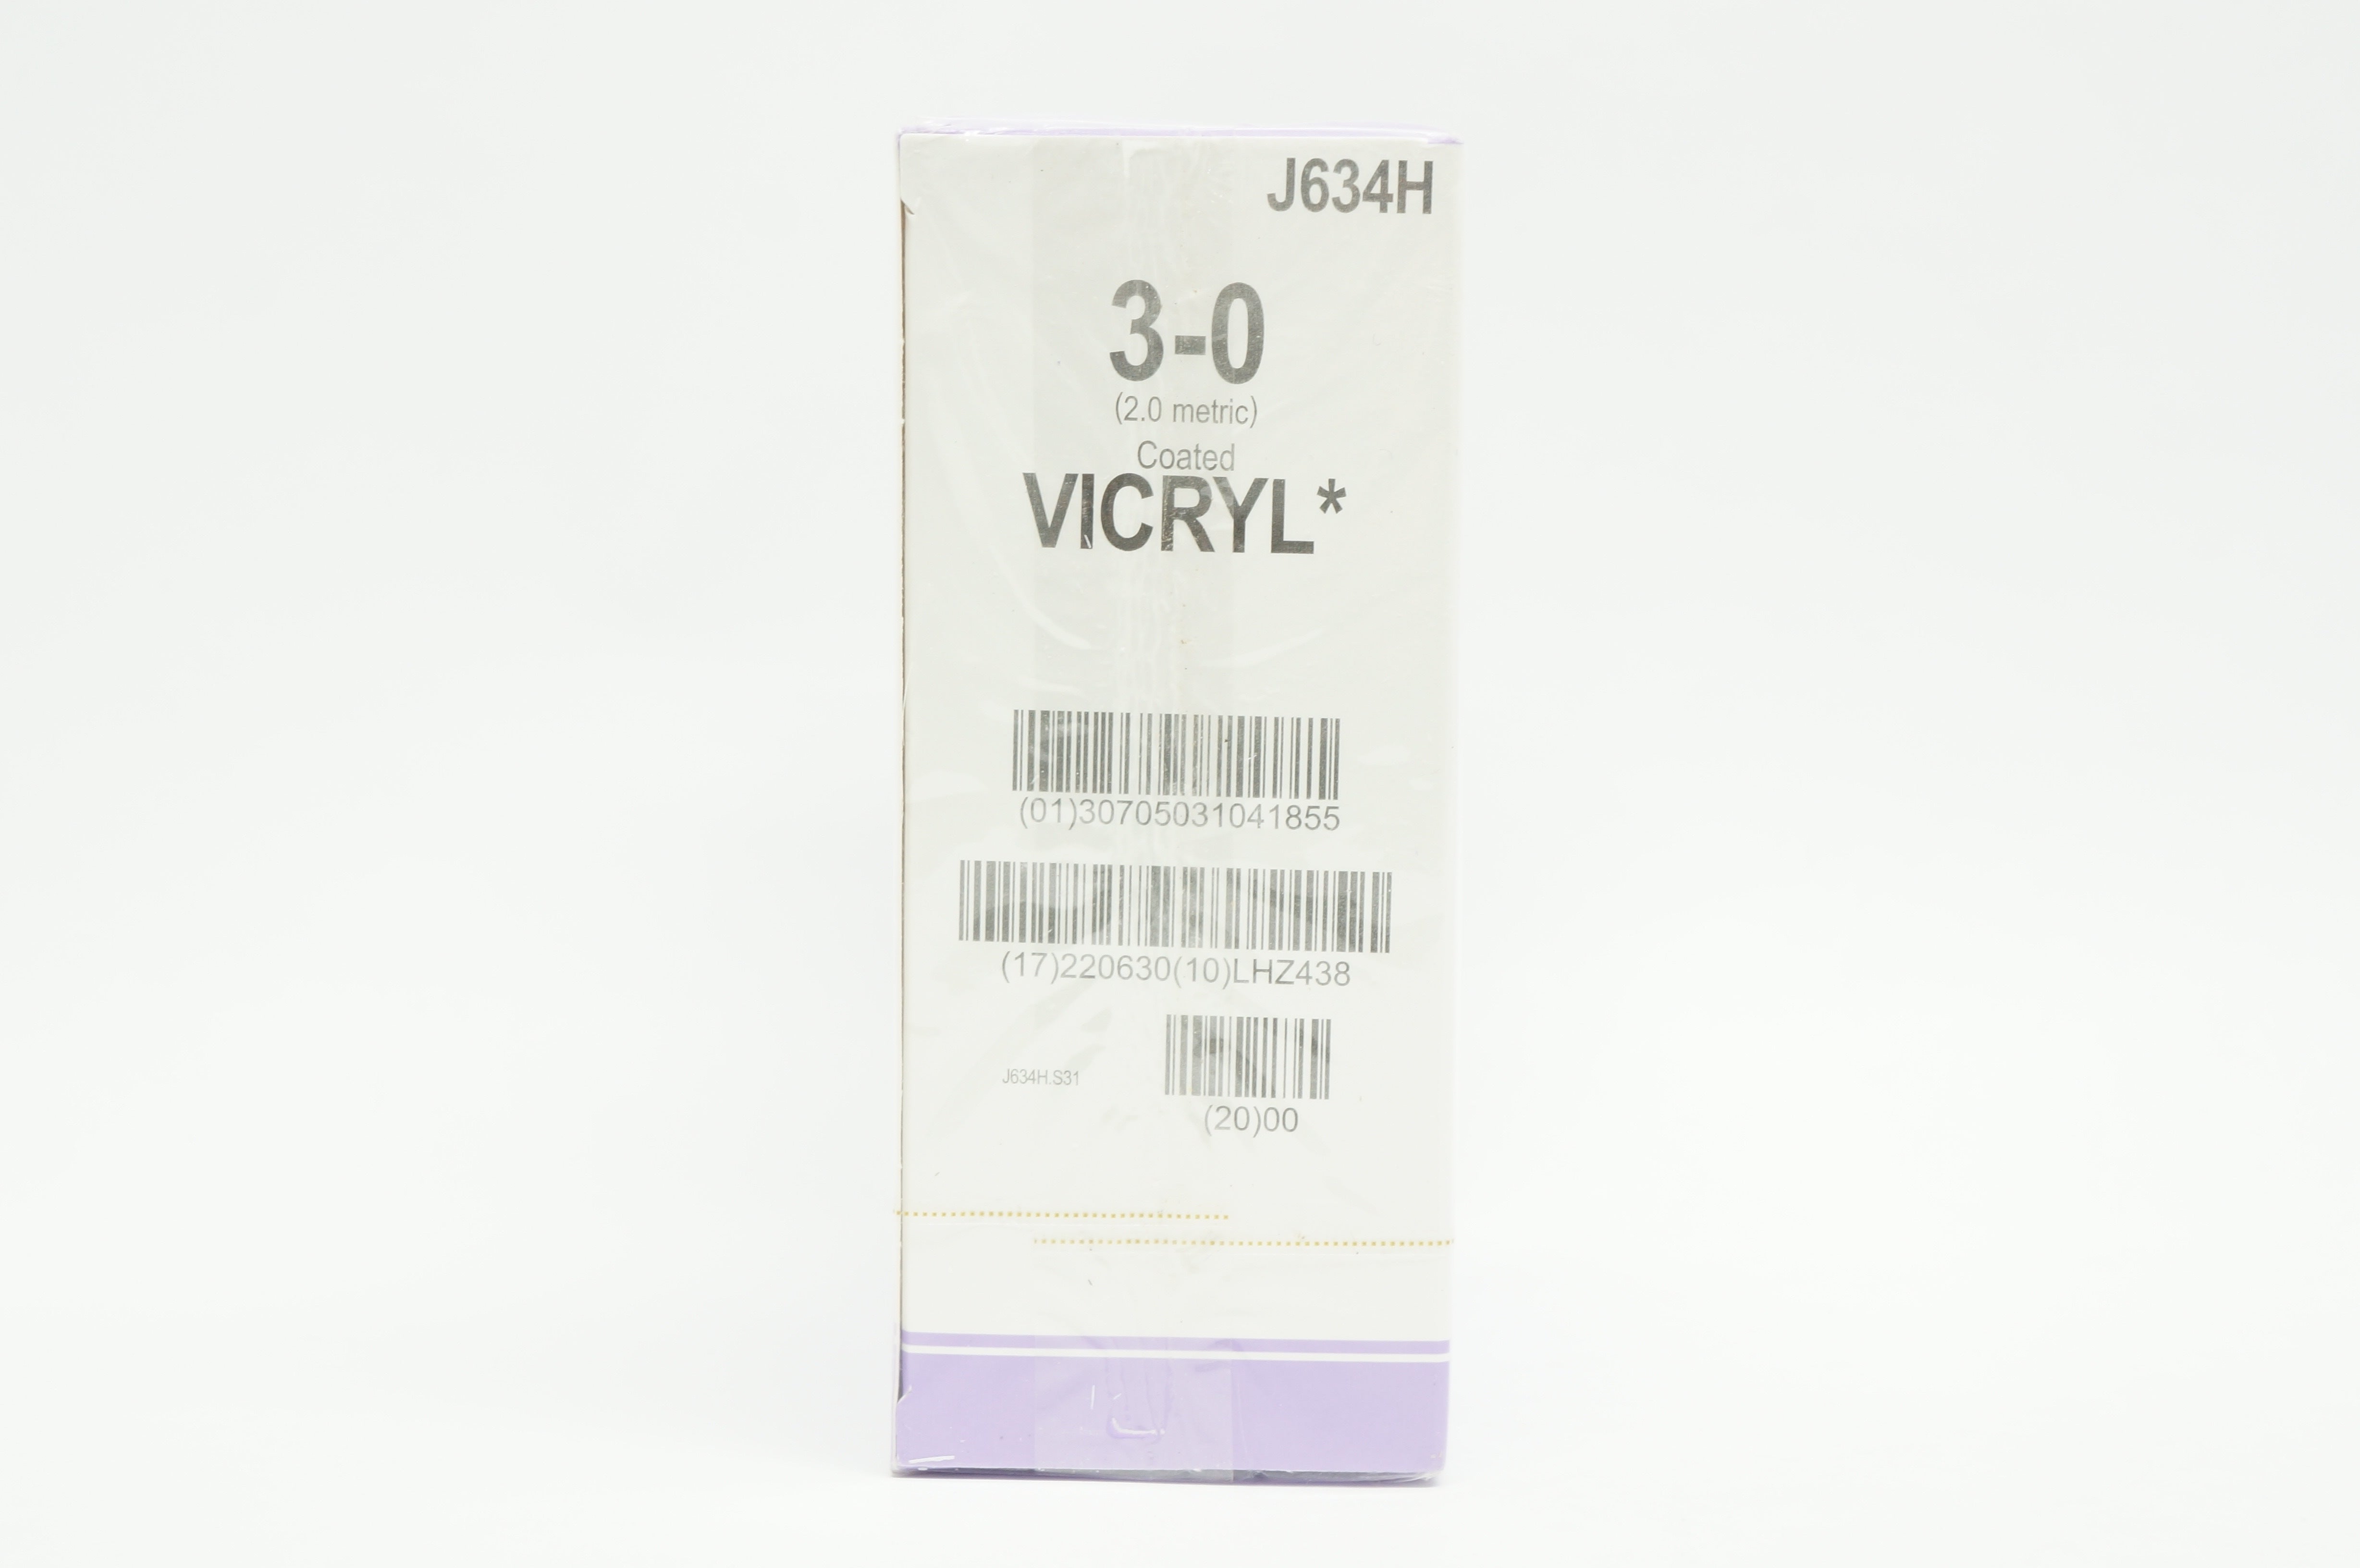 J634H
3-0
(2.0 metric)
Coated
VICRYL*
(01)30705031041855
(17)220630(10)LHZ438
J634H.S31
(20)00